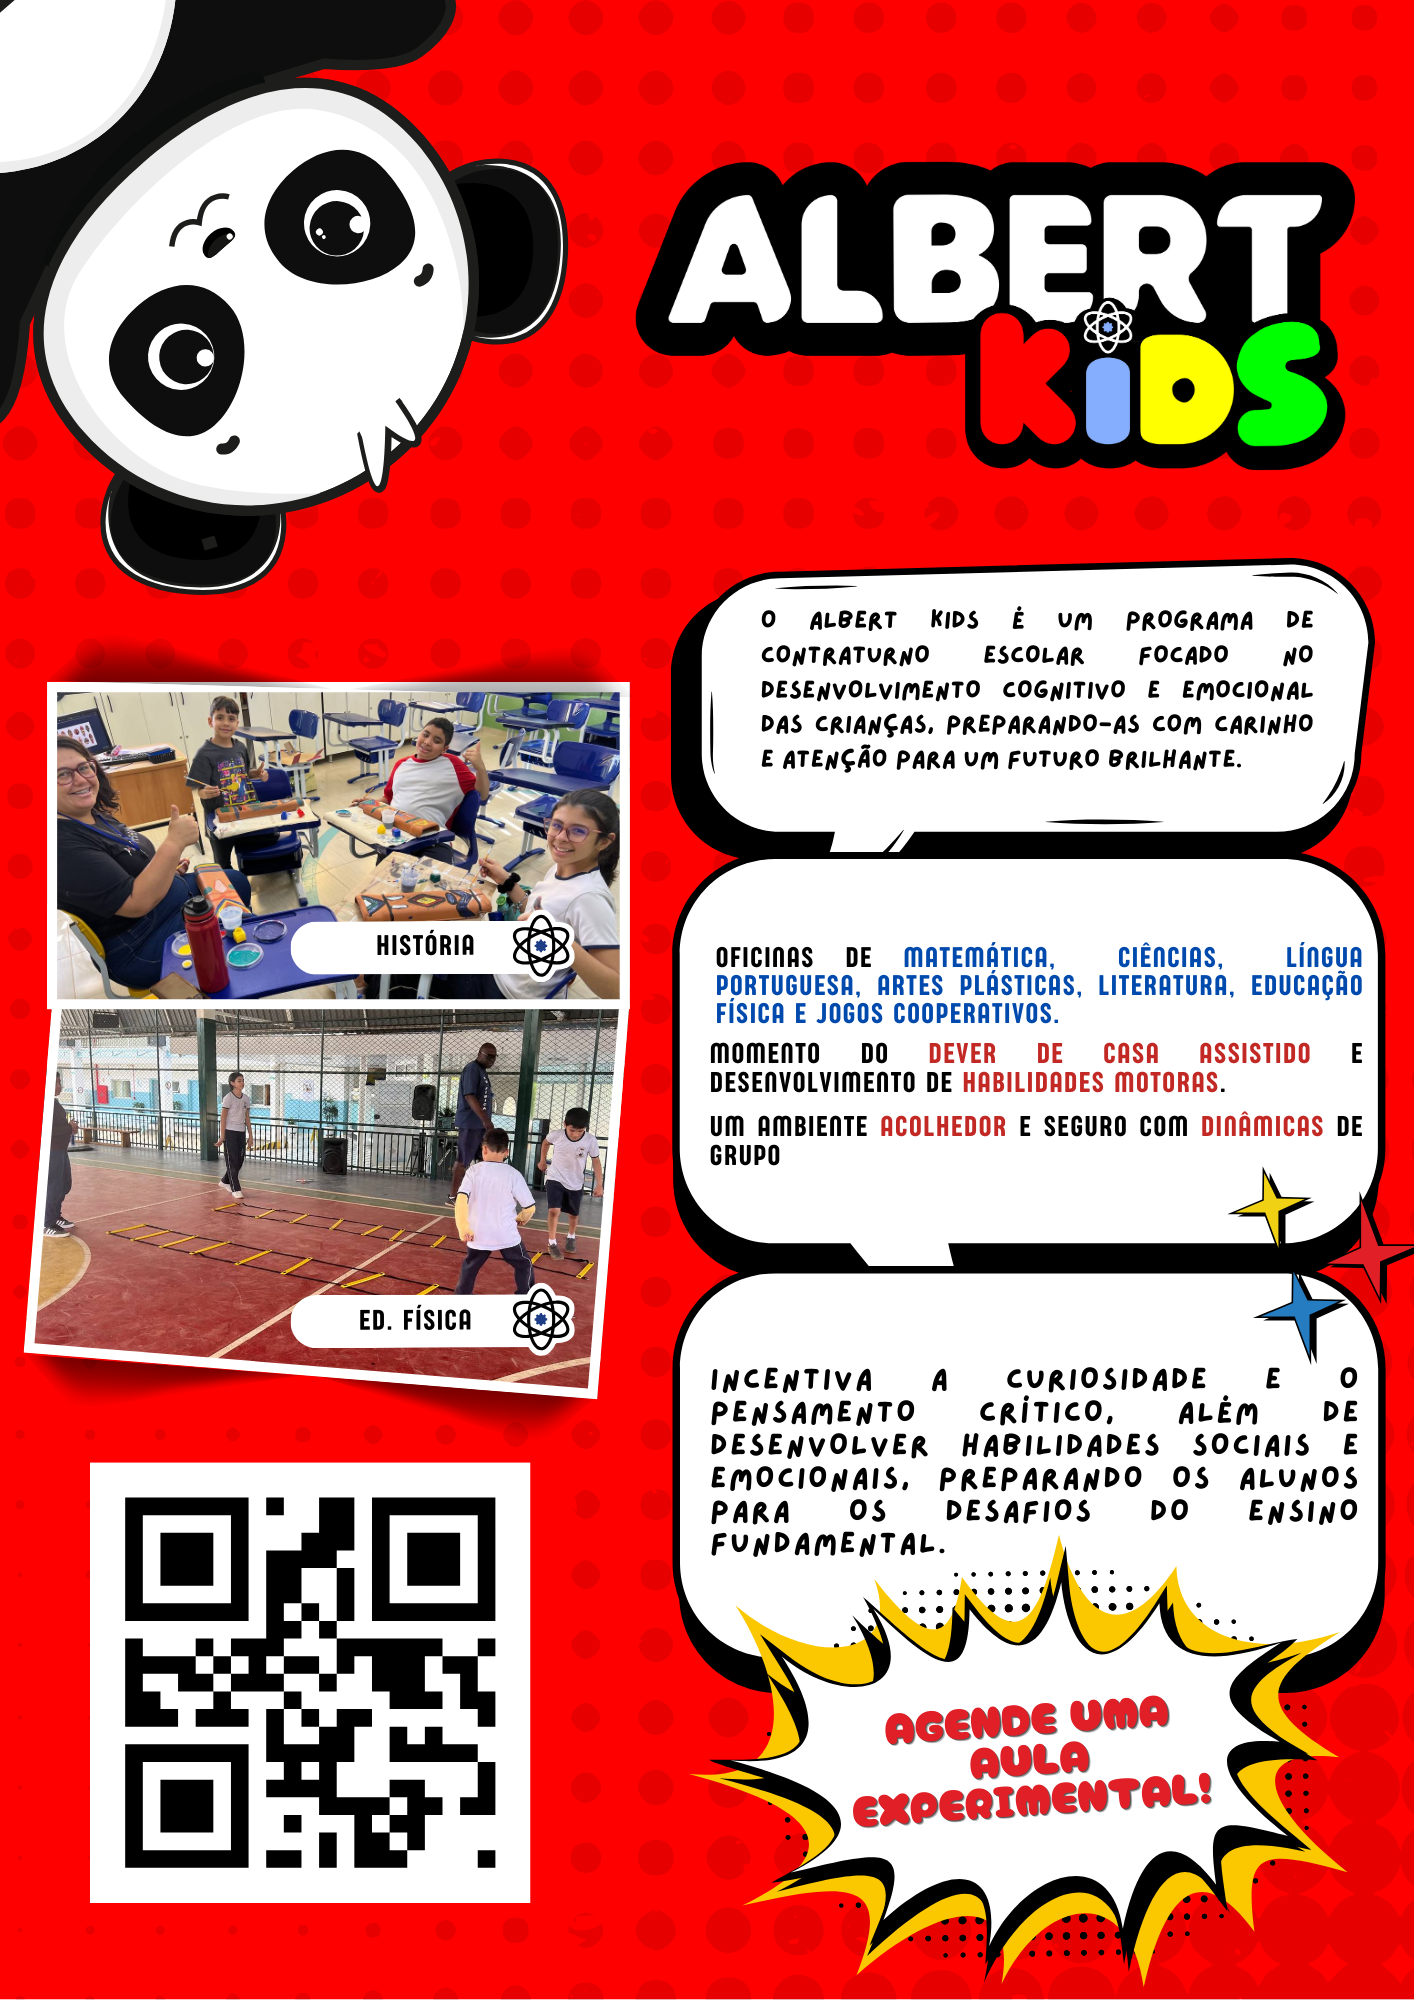 ALBERT
KiDS
O ALBERT KIDS É UM PROGRAMA DE
CONTRATURNO ESCOLAR FOCADO NO
DESENVOLVIMENTO COGNITIVO E EMOCIONAL
DAS CRIANÇAS, PREPARANDO-AS COM CARINHO
E ATENÇÃO PARA UM FUTURO BRILHANTE.
HISTÓRIA
OFICINAS DE MATEMÁTICA, CIÊNCIAS, LÍNGUA
PORTUGUESA, ARTES PLÁSTICAS, LITERATURA, EDUCAÇÃO
FÍSICA E JOGOS COOPERATIVOS.
MOMENTO DO DEVER DE CASA ASSISTIDO E
DESENVOLVIMENTO DE HABILIDADES MOTORAS.
UM AMBIENTE ACOLHEDOR E SEGURO COM DINÂMICAS DE
GRUPO
ED. FÍSICA
INCENTIVA A CURIOSIDADE E O
PENSAMENTO CRÍTICO, ALÉM DE
DESENVOLVER HABILIDADES SOCIAIS E
EMOCIONAIS, PREPARANDO OS ALUNOS
PARA OS DESAFIOS DO ENSINO
FUNDAMENTAL.
AGENDE UMA
AULA
EXPERIMENTAL!